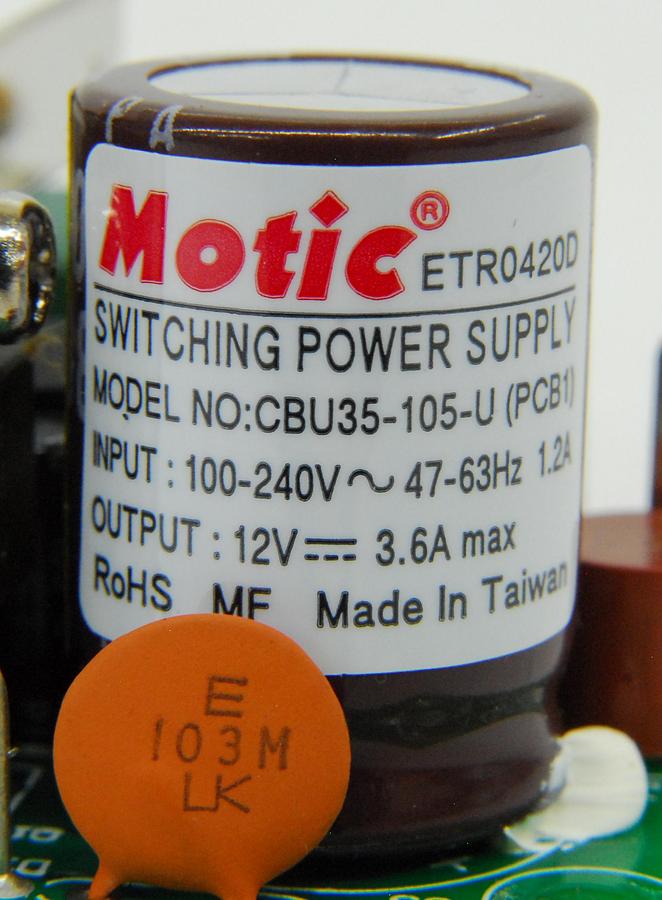 Motic® ETR0420D
SWITCHING POWER SUPPLY
MODEL NO:CBU35-105-U (PCB1)
INPUT : 100-240V～ 47-63Hz 1.2A
OUTPUT : 12V⎓ 3.6A max
RoHS MF Made In Taiwan
E
103M
LK